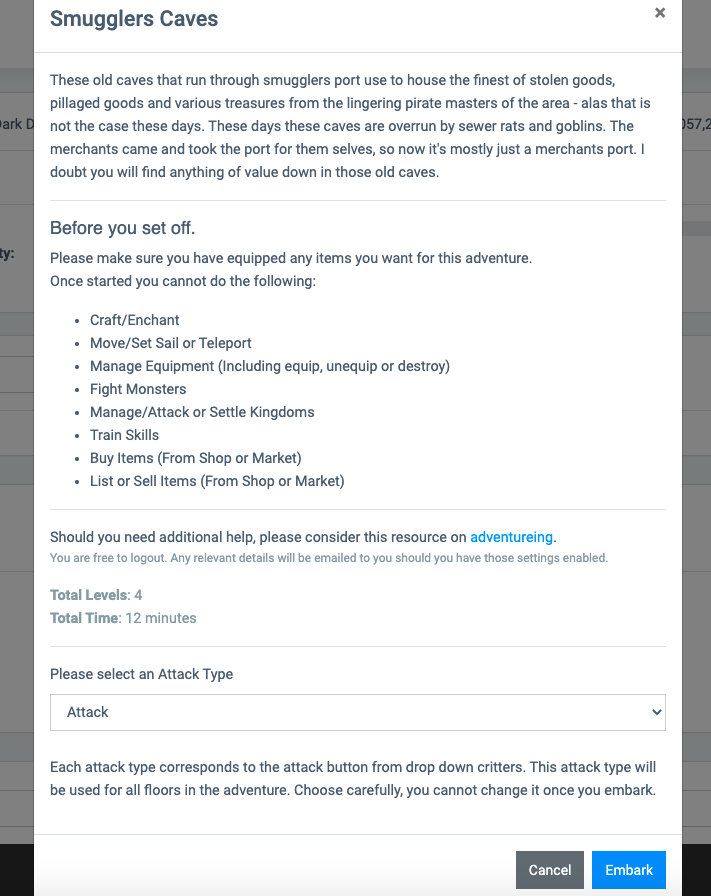 Smugglers Caves
×
These old caves that run through smugglers port use to house the finest of stolen goods,
pillaged goods and various treasures from the lingering pirate masters of the area - alas that is
not the case these days. These days these caves are overrun by sewer rats and goblins. The
merchants came and took the port for them selves, so now it's mostly just a merchants port. I
doubt you will find anything of value down in those old caves.
Before you set off.
Please make sure you have equipped any items you want for this adventure.
Once started you cannot do the following:
• Craft/Enchant
• Move/Set Sail or Teleport
• Manage Equipment (Including equip, unequip or destroy)
• Fight Monsters
• Manage/Attack or Settle Kingdoms
• Train Skills
• Buy Items (From Shop or Market)
• List or Sell Items (From Shop or Market)
Should you need additional help, please consider this resource on adventureing.
You are free to logout. Any relevant details will be emailed to you should you have those settings enabled.
Total Levels: 4
Total Time: 12 minutes
Please select an Attack Type
Attack
Each attack type corresponds to the attack button from drop down critters. This attack type will
be used for all floors in the adventure. Choose carefully, you cannot change it once you embark.
Cancel Embark